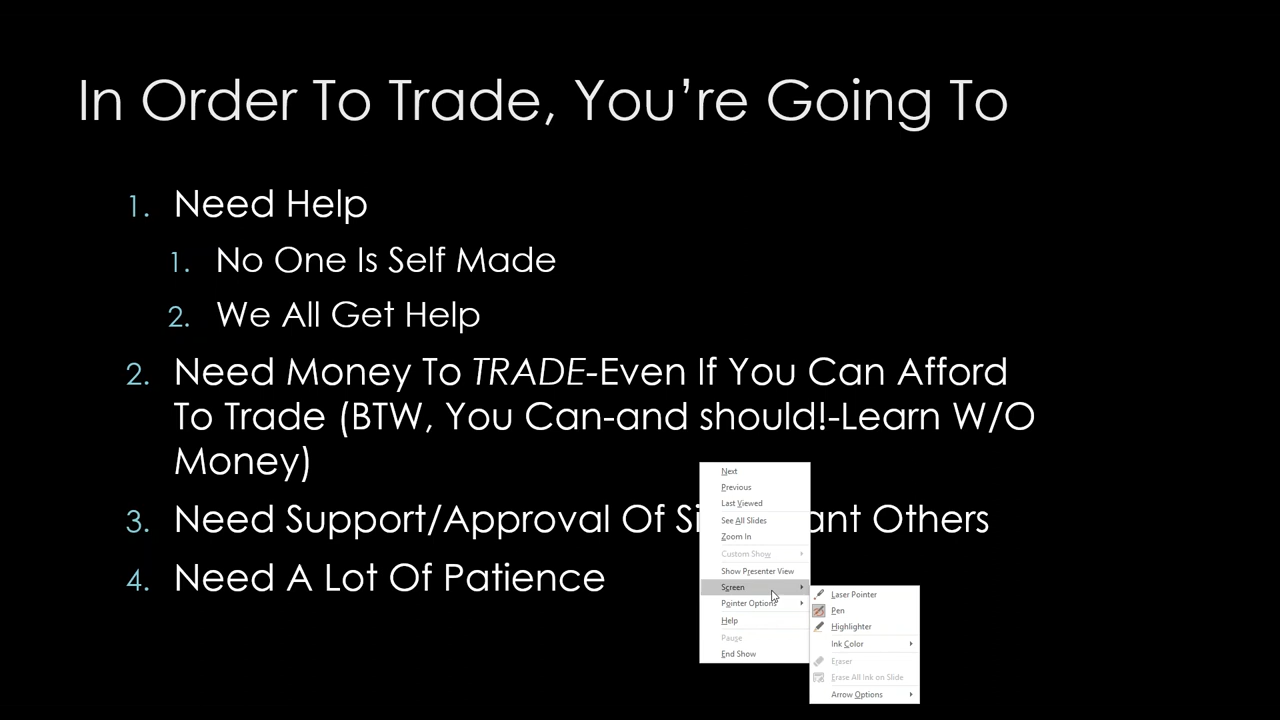 In Order To Trade, You're Going To
1. Need Help
1. No One Is Self Made
2. We All Get Help
2. Need Money To TRADE-Even If You Can Afford
To Trade (BTW, You Can-and should!-Learn W/O
Money)
3. Need Support/Approval Of Si ant Others
4. Need A Lot Of Patience
Next
Previous
Last Viewed
See All Slides
Zoom In
Custom Show
Show Presenter View
Screen
Pointer Options
Help
Pause
End Show
Laser Pointer
Pen
Highlighter
Ink Color
Eraser
Erase All Ink on Slide
Arrow Options